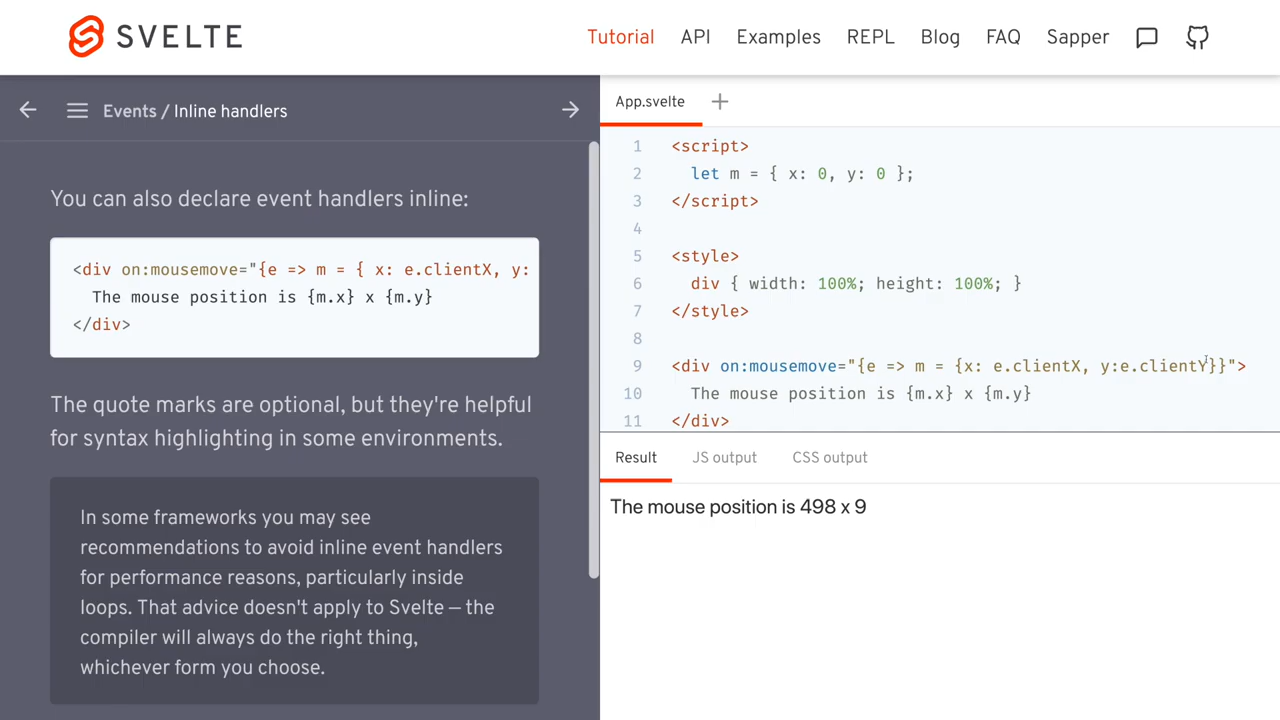 SVELTE
Tutorial API Examples REPL Blog FAQ Sapper
Events / Inline handlers
You can also declare event handlers inline:
<div on:mousemove="{e => m = { x: e.clientX, y:
The mouse position is {m.x} x {m.y}
</div>
The quote marks are optional, but they're helpful
for syntax highlighting in some environments.
In some frameworks you may see
recommendations to avoid inline event handlers
for performance reasons, particularly inside
loops. That advice doesn't apply to Svelte — the
compiler will always do the right thing,
whichever form you choose.
App.svelte +
1 <script>
2 let m = { x: 0, y: 0 };
3 </script>
4
5 <style>
6 div { width: 100%; height: 100%; }
7 </style>
8
9 <div on:mousemove="{e => m = {x: e.clientX, y:e.clientY}}">
10 The mouse position is {m.x} x {m.y}
11 </div>
Result JS output CSS output
The mouse position is 498 x 9